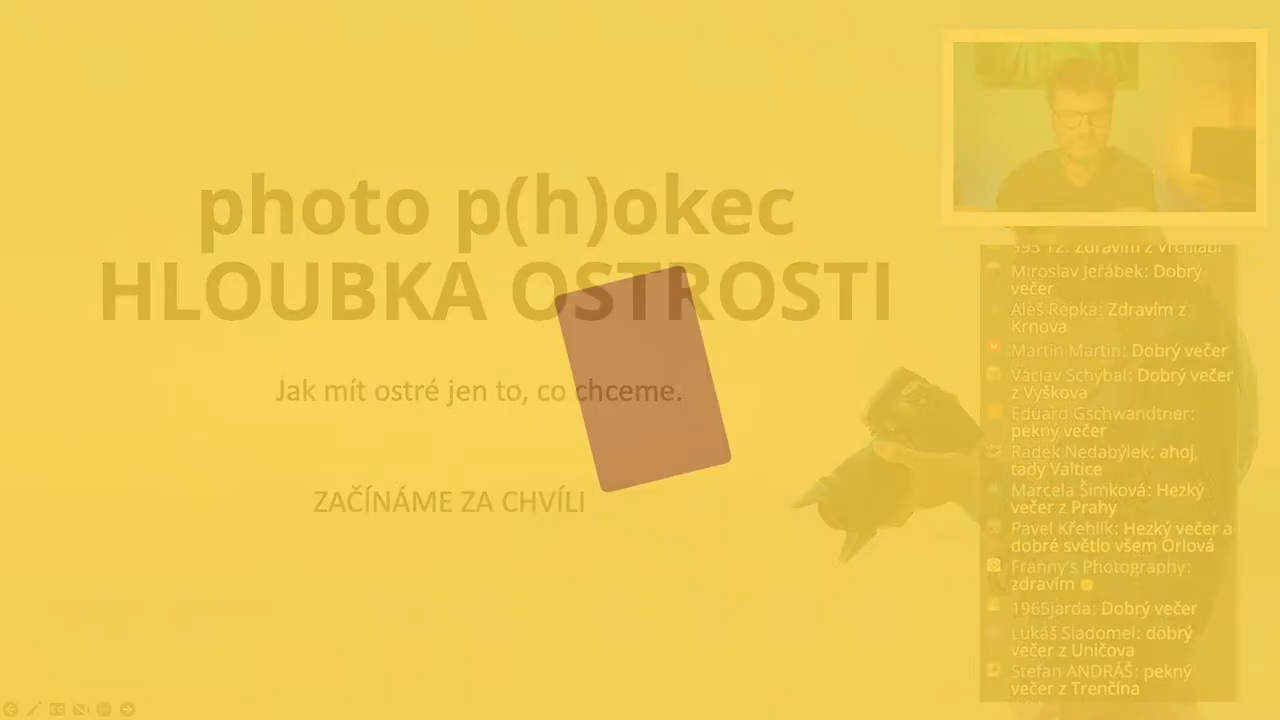 photo p(h)okec
HLOUBKA OSTROSTI
Jak mít ostré jen to, co chceme.
ZAČÍNÁME ZA CHVÍLI
Zdravím z Vrchlabí
Miroslav Jeřábek: Dobrý
večer
Aleš Řepka: Zdravím z
Krnova
Martin Martin: Dobrý večer
Václav Schybal: Dobrý večer
z Vyškova
Eduard Gschwandtner:
pekný večer
Radek Nedabýlek: ahoj,
tady Valtice
Marcela Šimková: Hezký
večer z Prahy
Pavel Křehlík: Hezký večer a
dobré světlo všem Orlová
Franny's Photography:
zdravím
1965jarda: Dobrý večer
Lukáš Sladomel: dobrý
večer z Uničova
Stefan ANDRÁŠ: pekný
večer z Trenčína